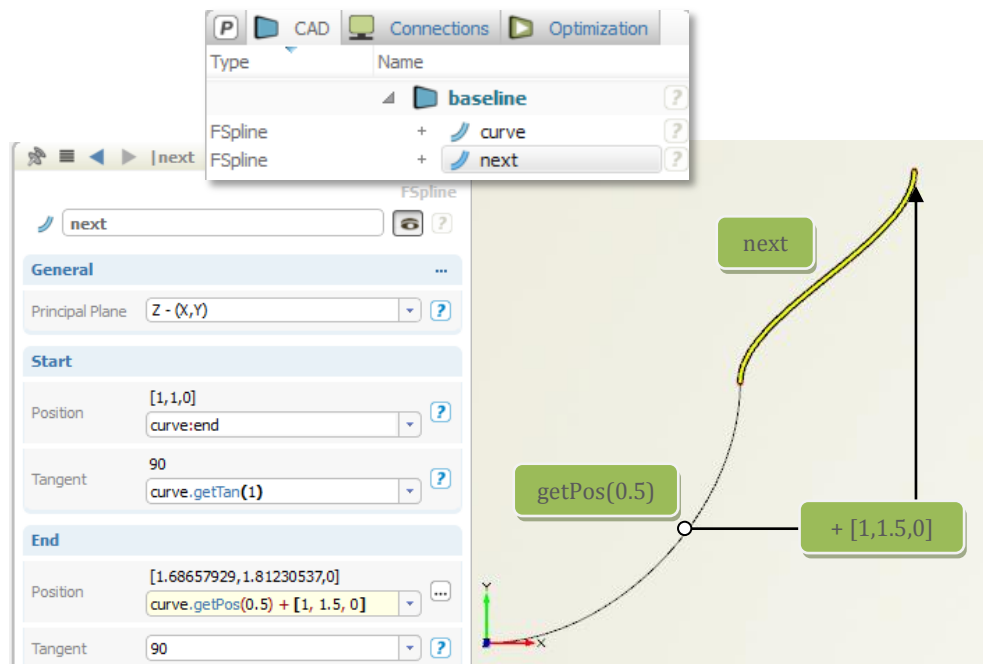 P CAD Connections Optimization
Type Name
baseline ?
FSpline + curve ?
FSpline + next ?
|next
FSpline
next ?
General ...
Principal Plane Z - (X,Y) ?
Start
[1,1,0]
Position curve:end ?
90
Tangent curve.getTan(1) ?
End
[1.68657929,1.81230537,0]
Position curve.getPos(0.5) + [1, 1.5, 0] ...
Tangent 90 ?
next
getPos(0.5)
+ [1,1.5,0]
Y
X